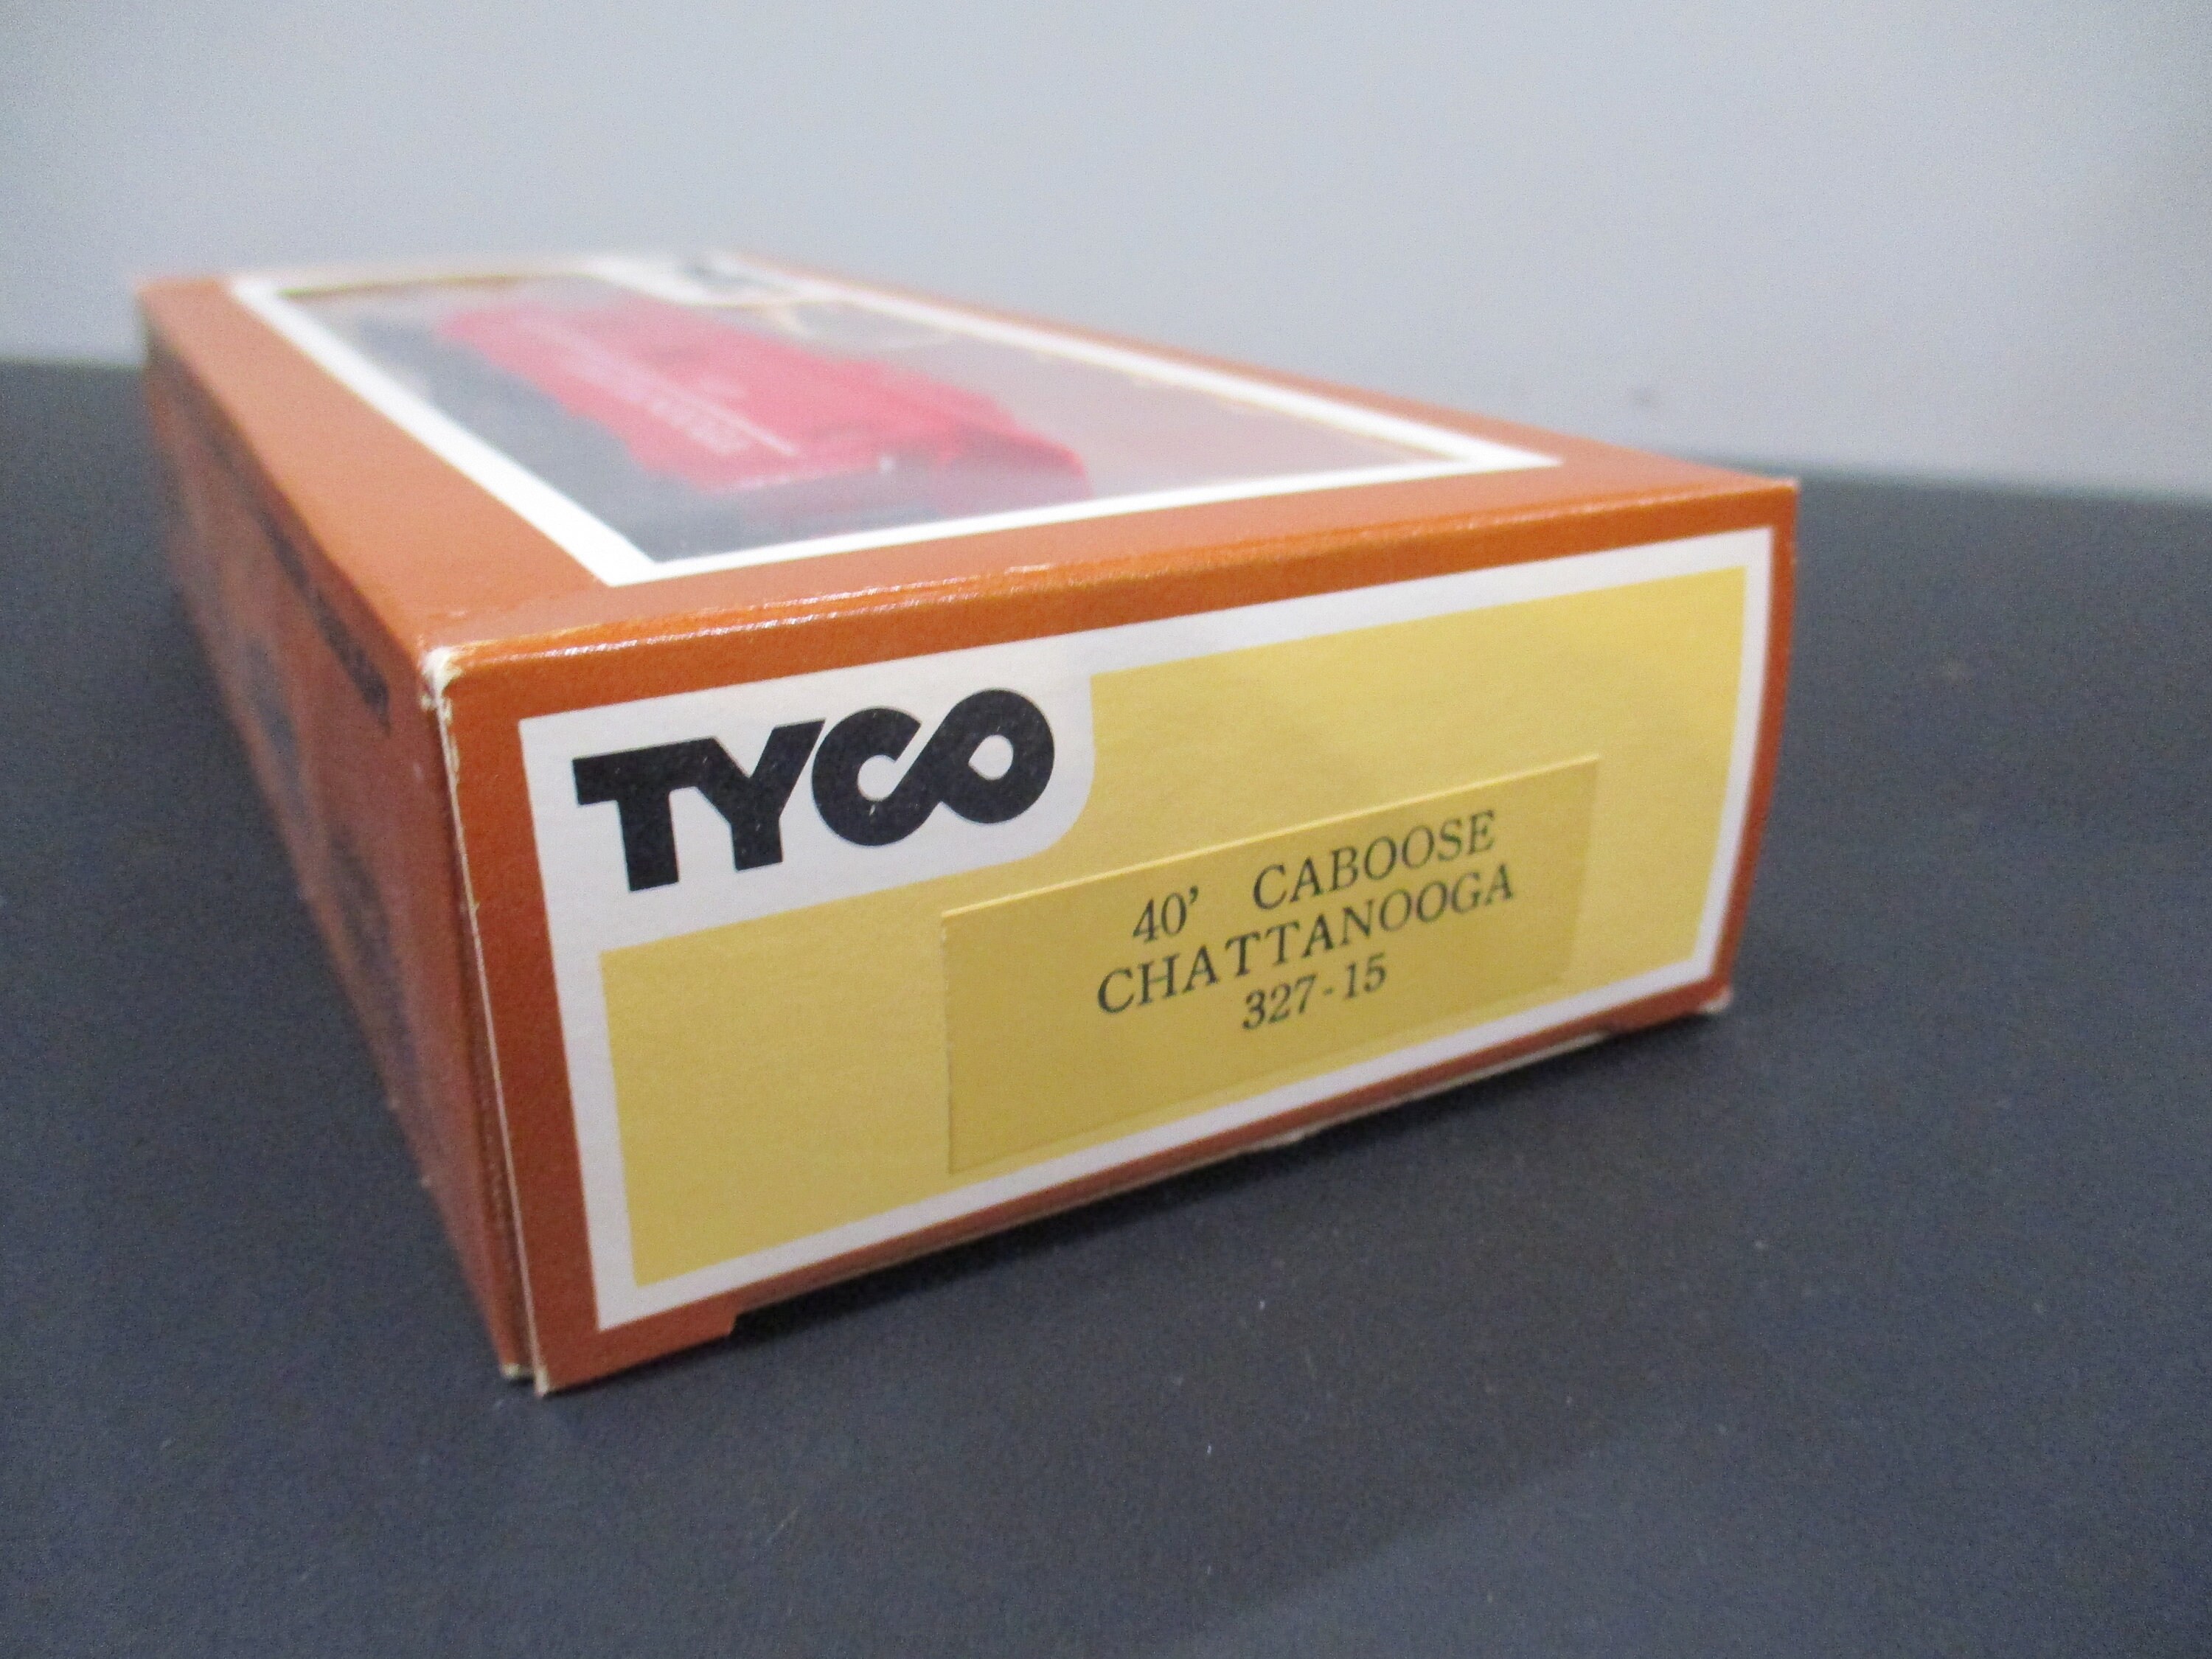 TYCO
40' CABOOSE
CHATTANOOGA
327-15